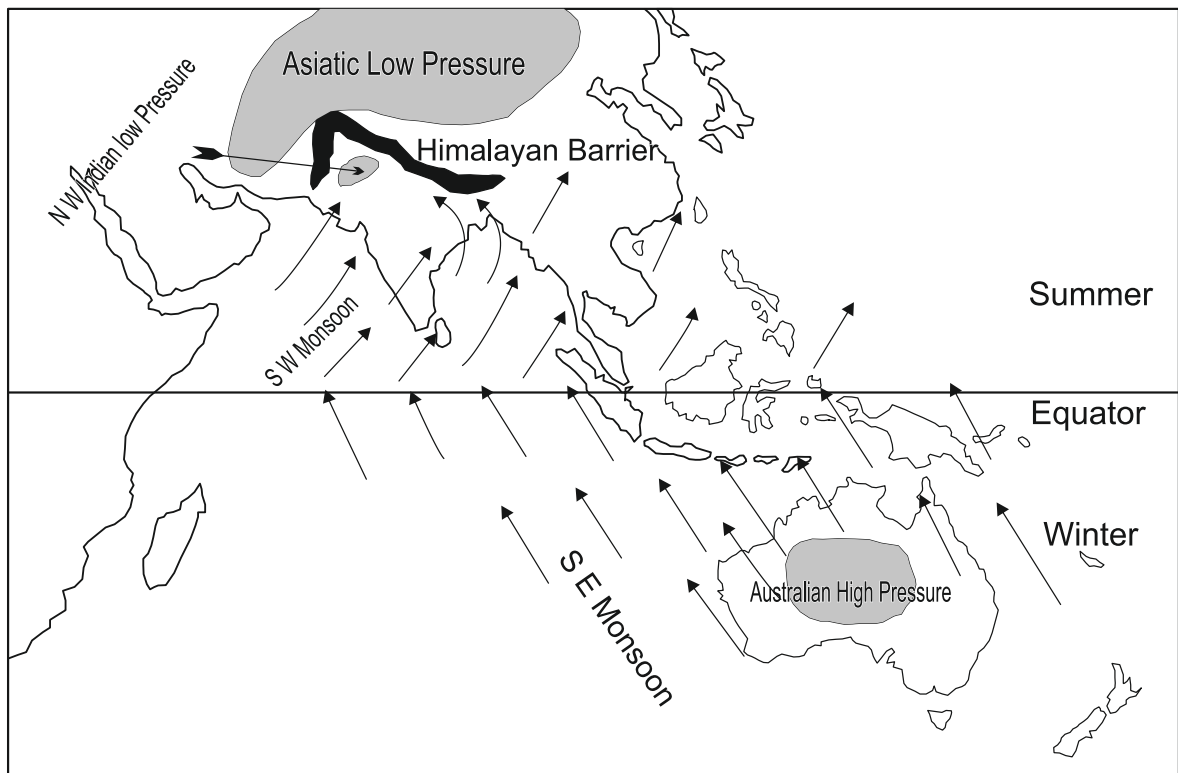 Asiatic Low Pressure
N W Indian low Pressure
Himalayan Barrier
Summer
S W Monsoon
Equator
Winter
S E Monsoon
Australian High Pressure